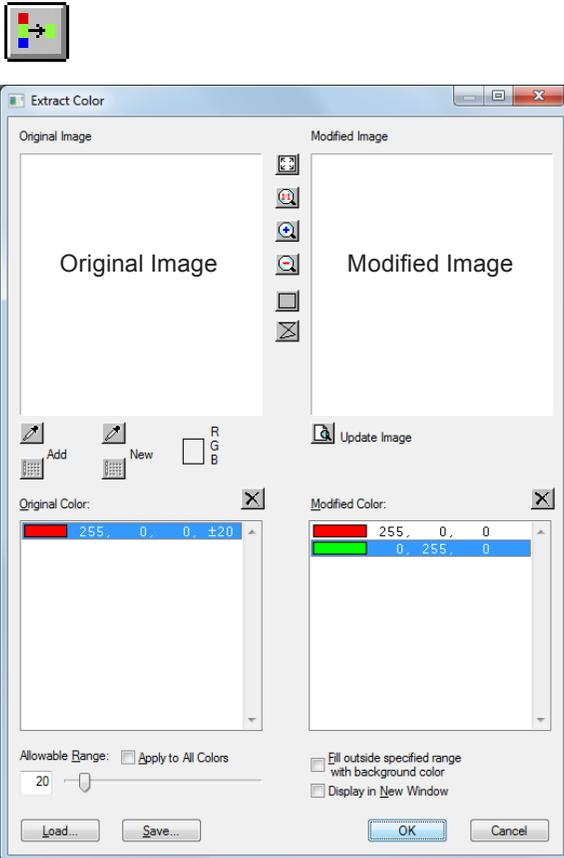 Extract Color
Original Image
Modified Image
1:1
Original Image
Modified Image
Add
New
R
G
B
Update Image
Original Color:
Modified Color:
255, 0, 0, ±20
255, 0, 0
0, 255, 0
Allowable Range:
Apply to All Colors
20
Fill outside specified range
with background color
Display in New Window
Load...
Save...
OK
Cancel